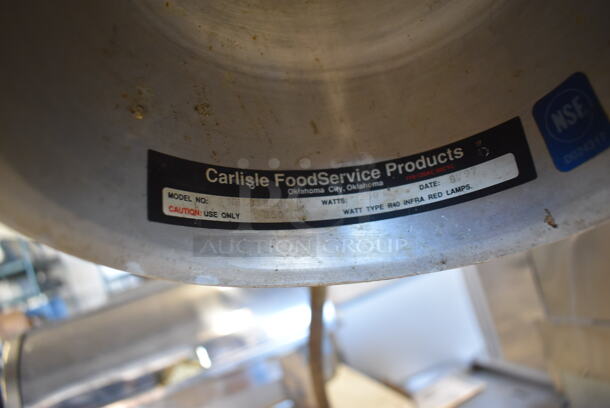 Carlisle FoodService Products
Oklahoma City, Oklahoma
MODEL NO: WATTS: DATE:
CAUTION: USE ONLY WATT TYPE R40 INFRA RED LAMPS.
NSF
AUCTION GROUP